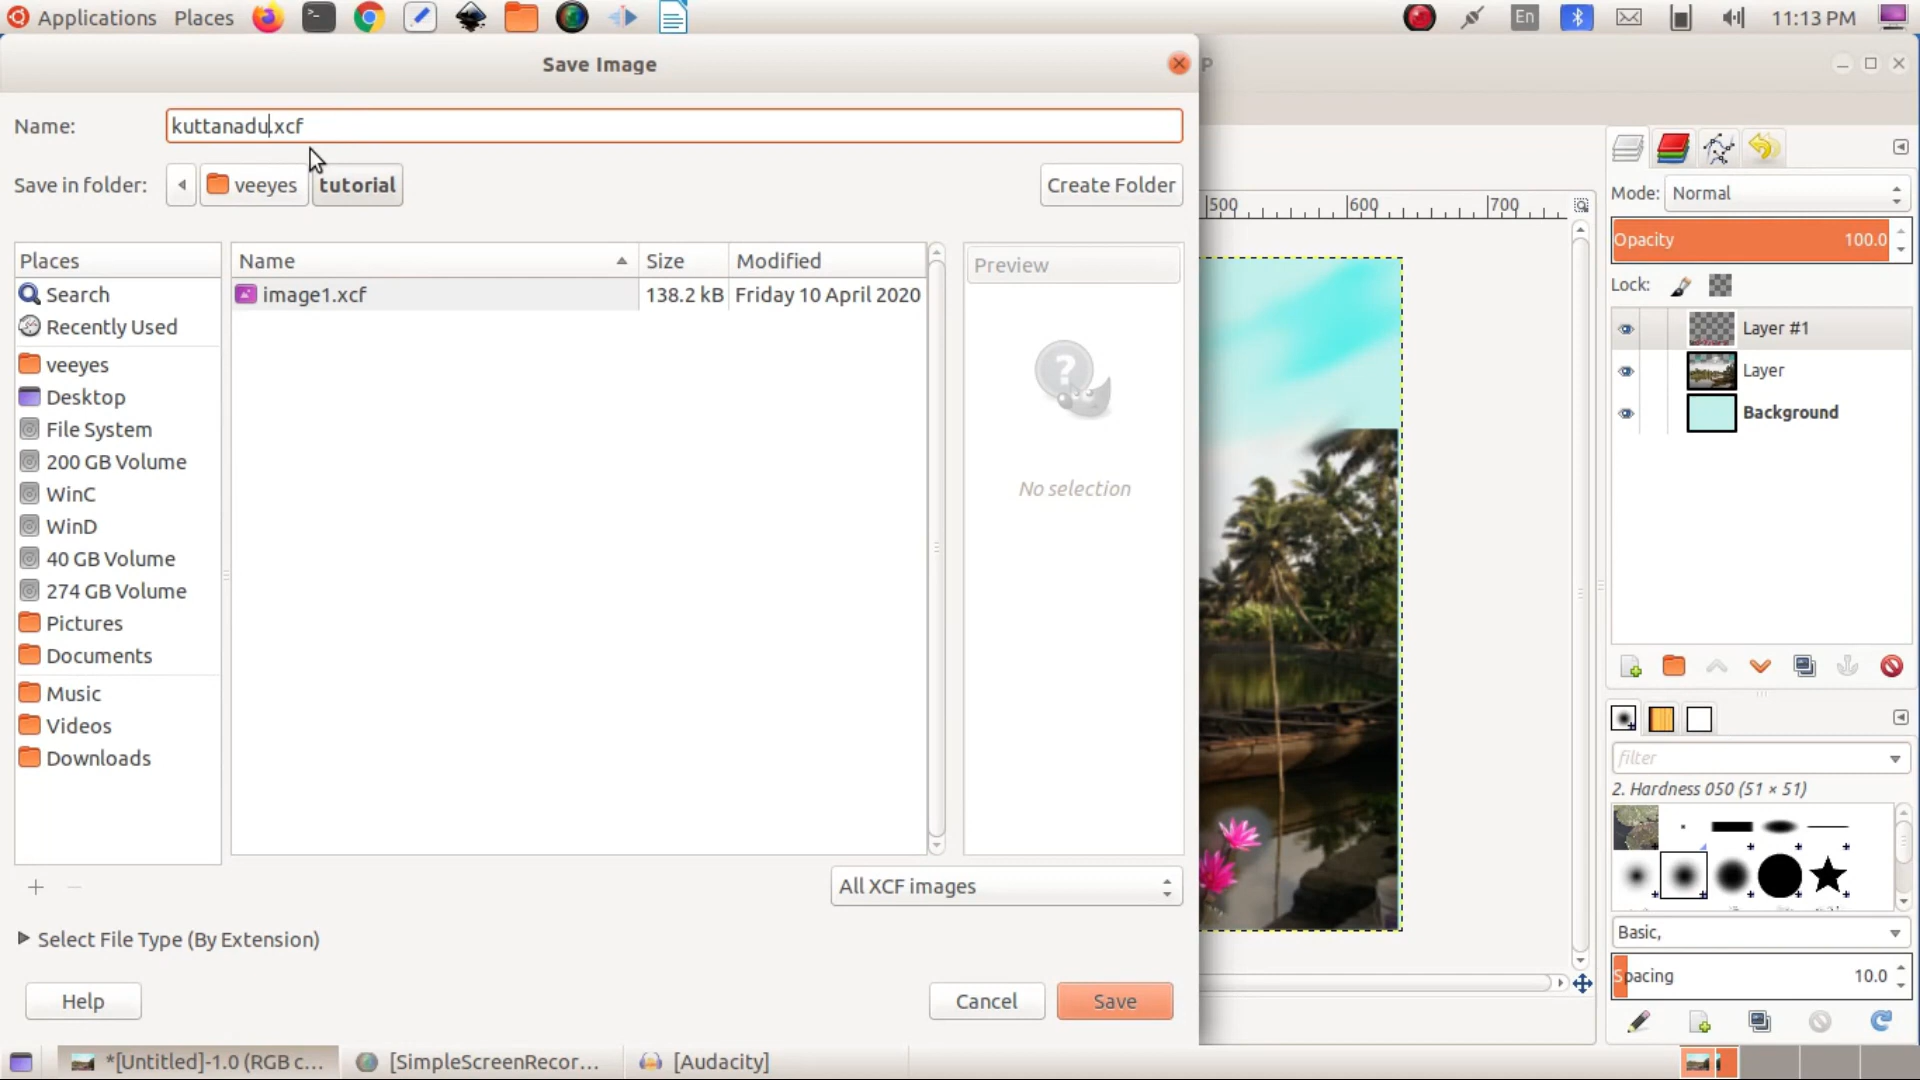 Applications Places En 11:13 PM
Save Image
P
Name: kuttanadu.xcf
Save in folder: veeyes tutorial Create Folder
Places
Search
Recently Used
veeyes
Desktop
File System
200 GB Volume
WinC
WinD
40 GB Volume
274 GB Volume
Pictures
Documents
Music
Videos
Downloads
Name Size Modified
image1.xcf 138.2 kB Friday 10 April 2020
Preview
No selection
All XCF images
Select File Type (By Extension)
Help Cancel Save
500 600 700
Mode: Normal
Opacity 100.0
Lock:
Layer #1
Layer
Background
filter
2. Hardness 050 (51 × 51)
Basic,
Spacing 10.0
*[Untitled]-1.0 (RGB c... [SimpleScreenRecor... [Audacity]